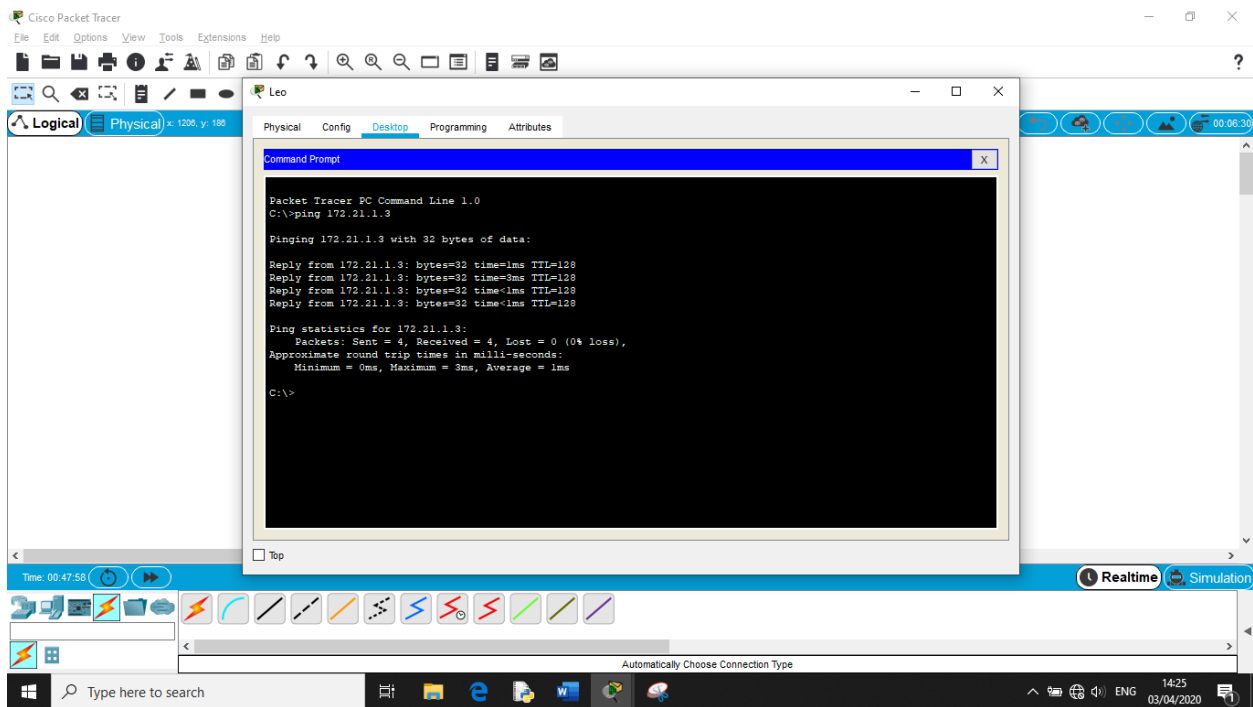 Cisco Packet Tracer
File Edit Options View Tools Extensions Help
?
Leo
Logical Physical x: 1206, y: 186
00:06:30
Physical Config Desktop Programming Attributes
Command Prompt
X
Packet Tracer PC Command Line 1.0
C:\>ping 172.21.1.3
Pinging 172.21.1.3 with 32 bytes of data:
Reply from 172.21.1.3: bytes=32 time=1ms TTL=128
Reply from 172.21.1.3: bytes=32 time=3ms TTL=128
Reply from 172.21.1.3: bytes=32 time<1ms TTL=128
Reply from 172.21.1.3: bytes=32 time<1ms TTL=128
Ping statistics for 172.21.1.3:
Packets: Sent = 4, Received = 4, Lost = 0 (0% loss),
Approximate round trip times in milli-seconds:
Minimum = 0ms, Maximum = 3ms, Average = 1ms
C:\>
Top
Time: 00:47:58
Realtime Simulation
Automatically Choose Connection Type
Type here to search
ENG
14:25
03/04/2020